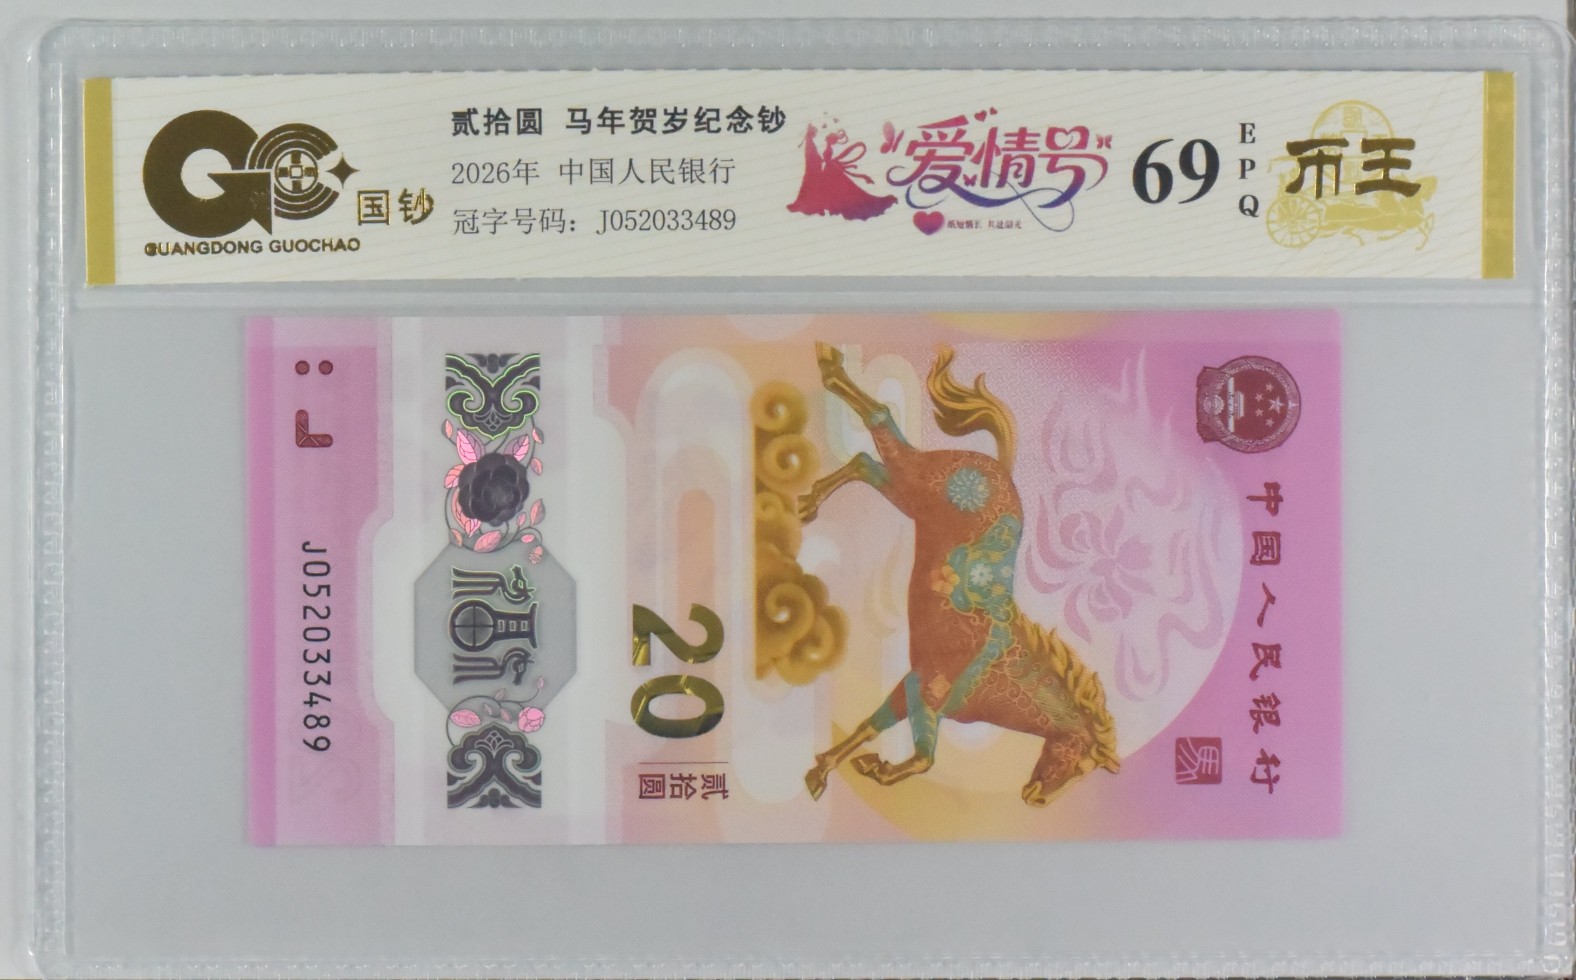 GC
国钞
GUANGDONG GUOCHAO
贰拾圆 马年贺岁纪念钞
2026年 中国人民银行
冠字号码：J052033489
爱情号
69
EPQ
币王
中国人民银行
20
贰拾圆
J052033489